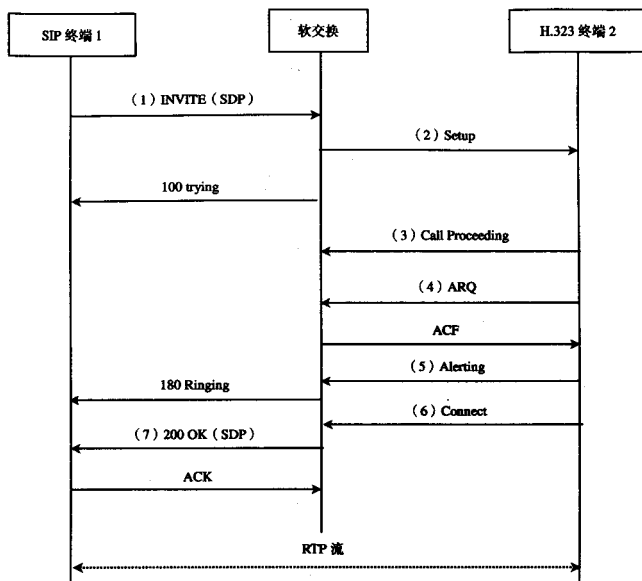 SIP 终端 1
软交换
H.323 终端 2
（1）INVITE（SDP）
（2）Setup
100 trying
（3）Call Proceeding
（4）ARQ
ACF
（5）Alerting
180 Ringing
（6）Connect
（7）200 OK（SDP）
ACK
RTP 流